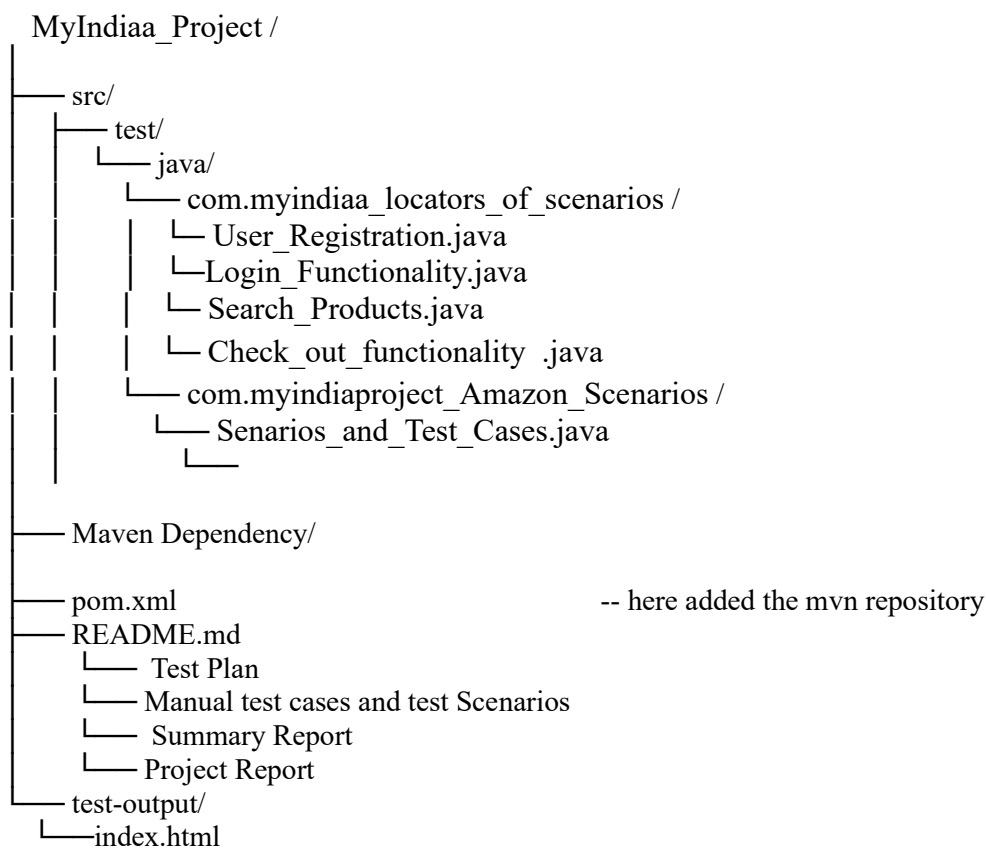 MyIndiaa_Project /
src/
test/
java/
com.myindiaa_locators_of_scenarios /
User_Registration.java
Login_Functionality.java
Search_Products.java
Check_out_functionality .java
com.myindiaproject_Amazon_Scenarios /
Senarios_and_Test_Cases.java
Maven Dependency/
pom.xml -- here added the mvn repository
README.md
Test Plan
Manual test cases and test Scenarios
Summary Report
Project Report
test-output/
index.html